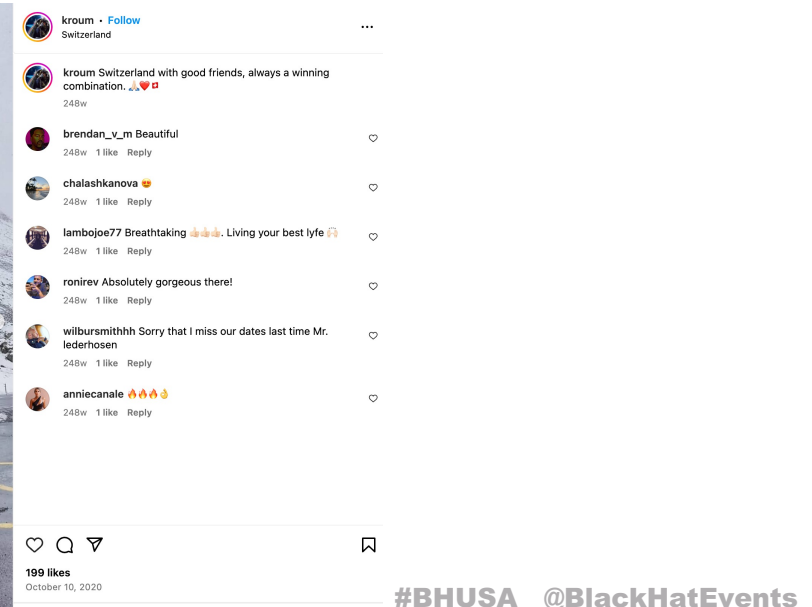 kroum • Follow
Switzerland
kroum Switzerland with good friends, always a winning
combination. 🙏🏻❤️🇨🇭
248w
brendan_v_m Beautiful
248w 1 like Reply
chalashkanova 😍
248w 1 like Reply
lambojoe77 Breathtaking 👍🏻👍🏻👍🏻. Living your best lyfe 🙌🏻
248w 1 like Reply
ronirev Absolutely gorgeous there!
248w 1 like Reply
wilbursmithhh Sorry that I miss our dates last time Mr.
lederhosen
248w 1 like Reply
anniecanale 🔥🔥🔥👌
248w 1 like Reply
199 likes
October 10, 2020
#BHUSA @BlackHatEvents